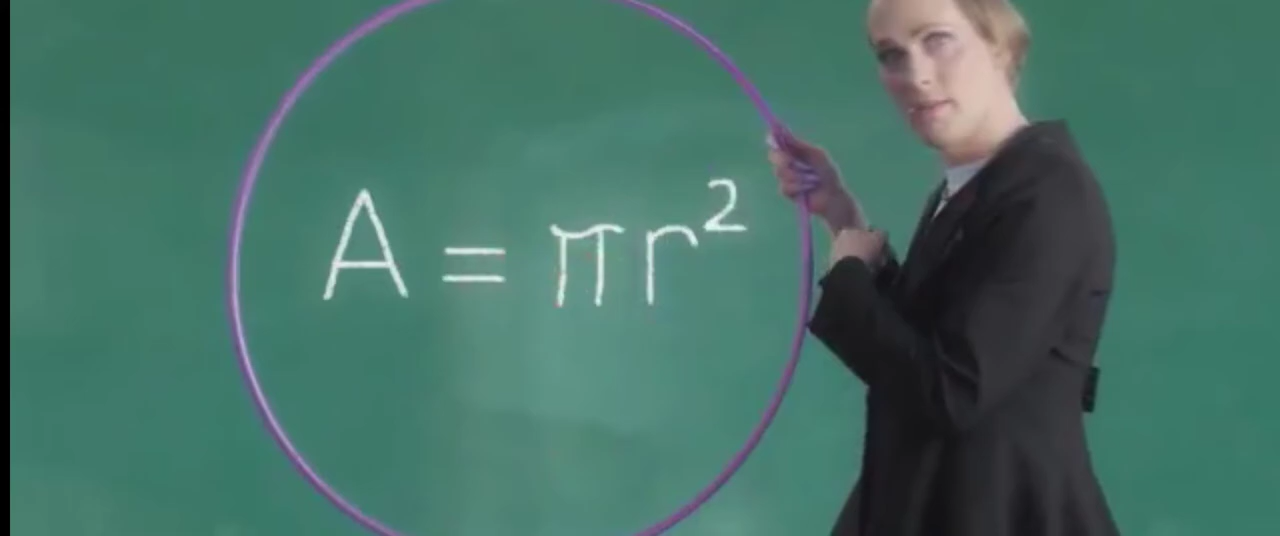 A = πr²